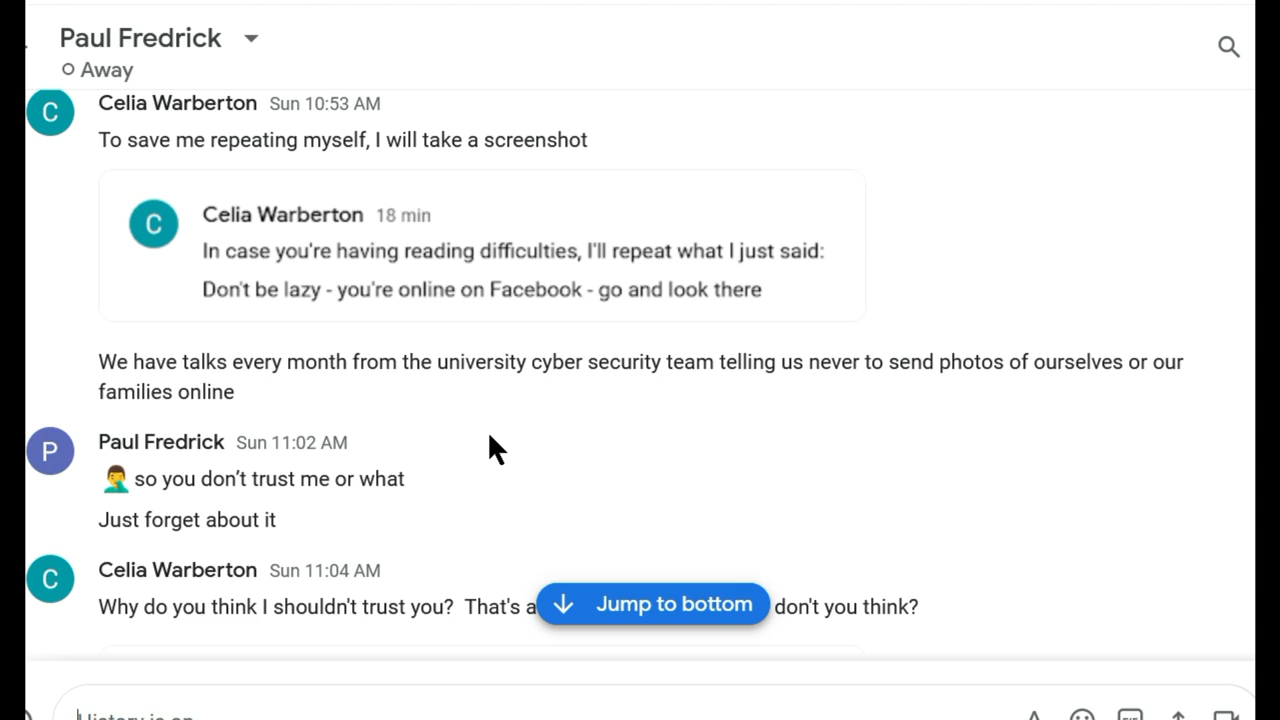 Paul Fredrick
Away
C
Celia Warberton Sun 10:53 AM
To save me repeating myself, I will take a screenshot
C
Celia Warberton 18 min
In case you're having reading difficulties, I'll repeat what I just said:
Don't be lazy - you're online on Facebook - go and look there
We have talks every month from the university cyber security team telling us never to send photos of ourselves or our
families online
P
Paul Fredrick Sun 11:02 AM
🤦‍♂️ so you don’t trust me or what
Just forget about it
C
Celia Warberton Sun 11:04 AM
Why do you think I shouldn't trust you? That's a don't you think?
Jump to bottom
History is on
GIF